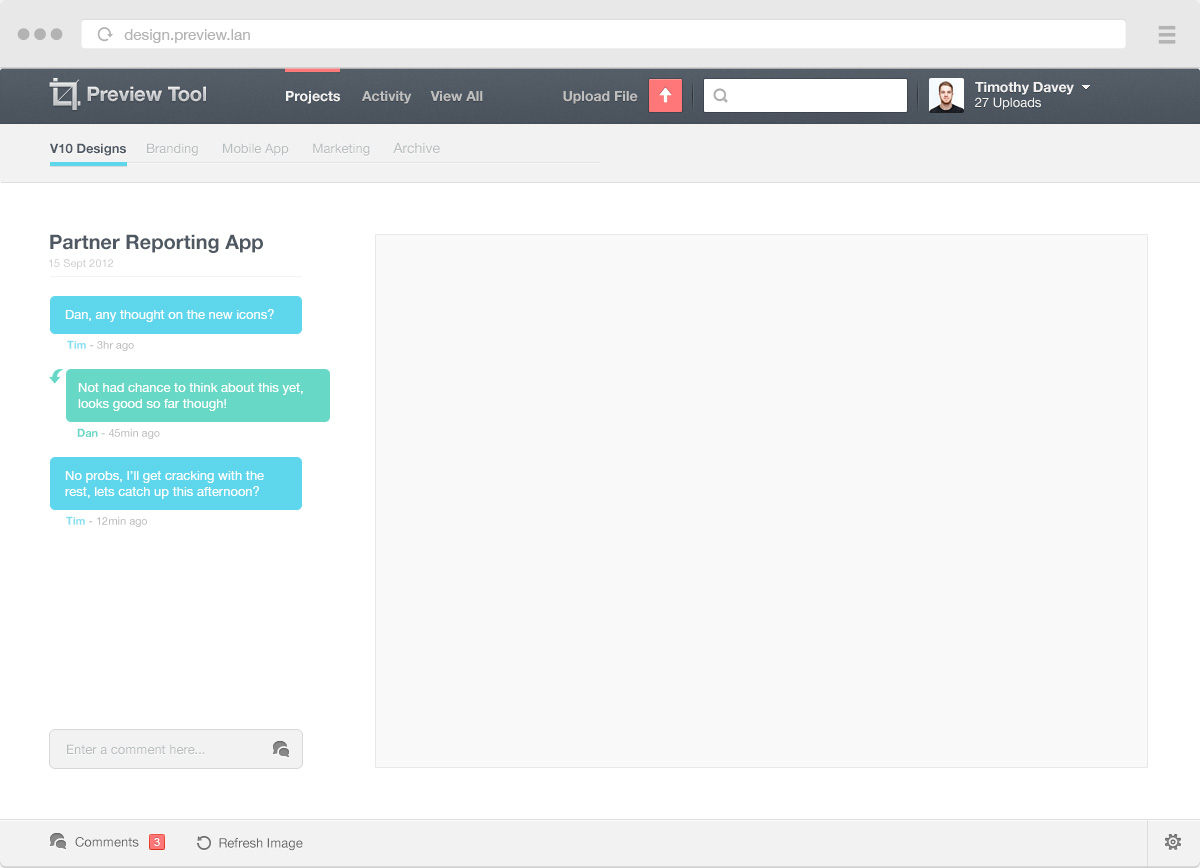 design.preview.lan
Preview Tool
Projects
Activity
View All
Upload File
Timothy Davey
27 Uploads
V10 Designs
Branding
Mobile App
Marketing
Archive
Partner Reporting App
15 Sept 2012
Dan, any thought on the new icons?
Tim - 3hr ago
Not had chance to think about this yet,
looks good so far though!
Dan - 45min ago
No probs, I'll get cracking with the
rest, lets catch up this afternoon?
Tim - 12min ago
Enter a comment here...
Comments 3
Refresh Image